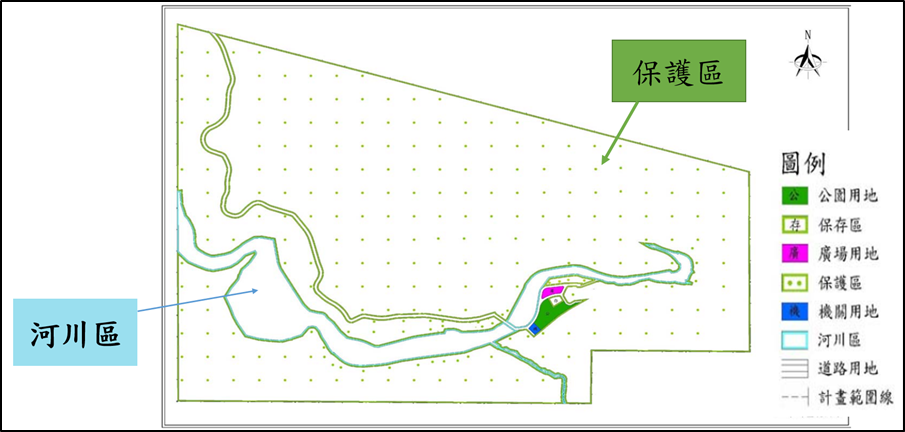 保護區
N
河川區
圖例
公 公園用地
存 保存區
廣 廣場用地
保護區
機 機關用地
河川區
道路用地
計畫範圍線